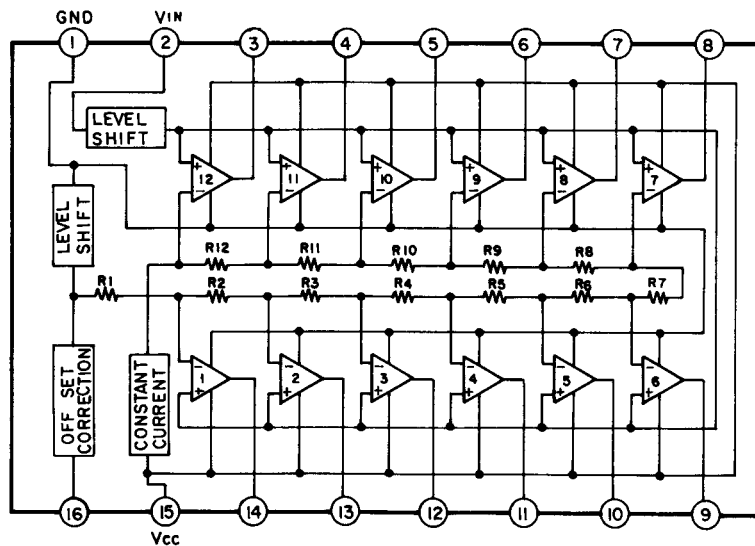 GND VIN
1 2 3 4 5 6 7 8
LEVEL
SHIFT
+ + + + + +
12 11 10 9 8 7
− − − − − −
LEVEL
SHIFT
R12 R11 R10 R9 R8
R1 R2 R3 R4 R5 R6 R7
OFF SET
CORRECTION
CONSTANT
CURRENT
− − − − − −
1 2 3 4 5 6
+ + + + + +
16 15 14 13 12 11 10 9
Vcc